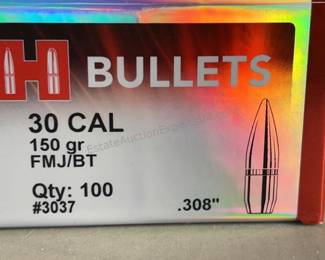 H BULLETS
30 CAL
150 gr
FMJ/BT
Qty: 100
#3037
.308"